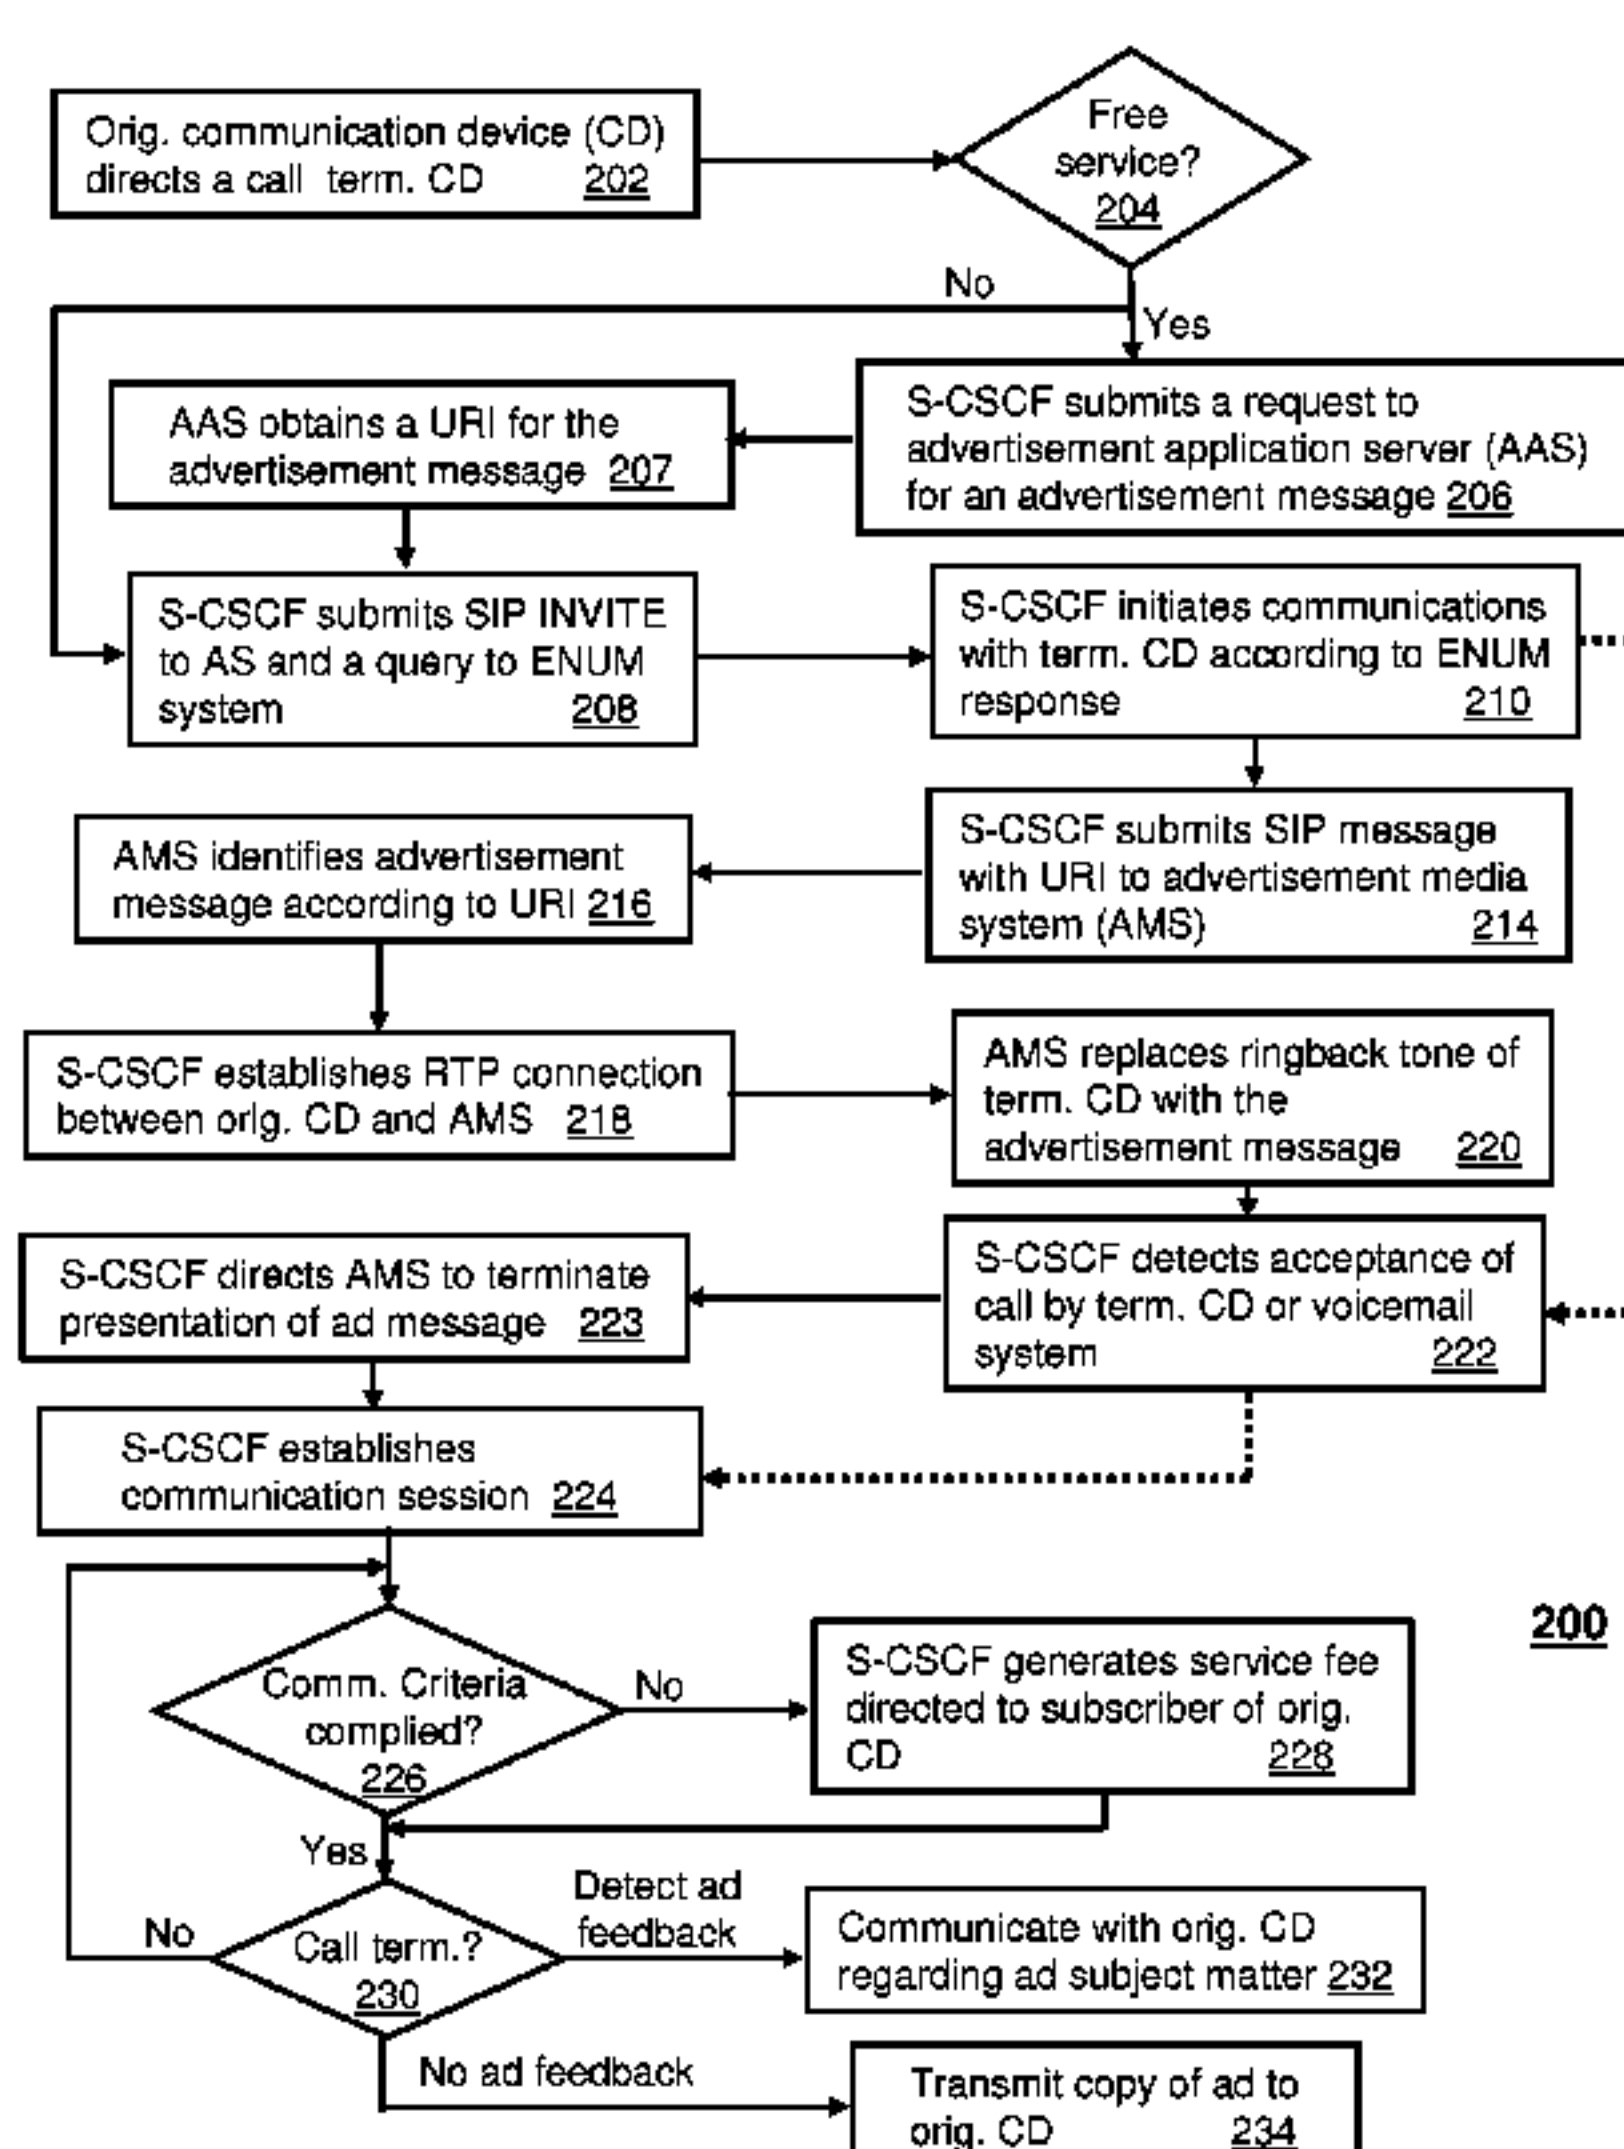 Orig. communication device (CD)
directs a call term. CD 202
Free
service?
204
No
Yes
S-CSCF submits a request to
advertisement application server (AAS)
for an advertisement message 206
AAS obtains a URI for the
advertisement message 207
S-CSCF submits SIP INVITE
to AS and a query to ENUM
system 208
S-CSCF initiates communications
with term. CD according to ENUM
response 210
S-CSCF submits SIP message
with URI to advertisement media
system (AMS) 214
AMS identifies advertisement
message according to URI 216
S-CSCF establishes RTP connection
between orig. CD and AMS 218
AMS replaces ringback tone of
term. CD with the
advertisement message 220
S-CSCF detects acceptance of
call by term. CD or voicemail
system 222
S-CSCF directs AMS to terminate
presentation of ad message 223
S-CSCF establishes
communication session 224
200
Comm. Criteria
complied?
226
No
S-CSCF generates service fee
directed to subscriber of orig.
CD 228
Yes
Call term.?
230
No
Detect ad
feedback
Communicate with orig. CD
regarding ad subject matter 232
No ad feedback
Transmit copy of ad to
orig. CD 234